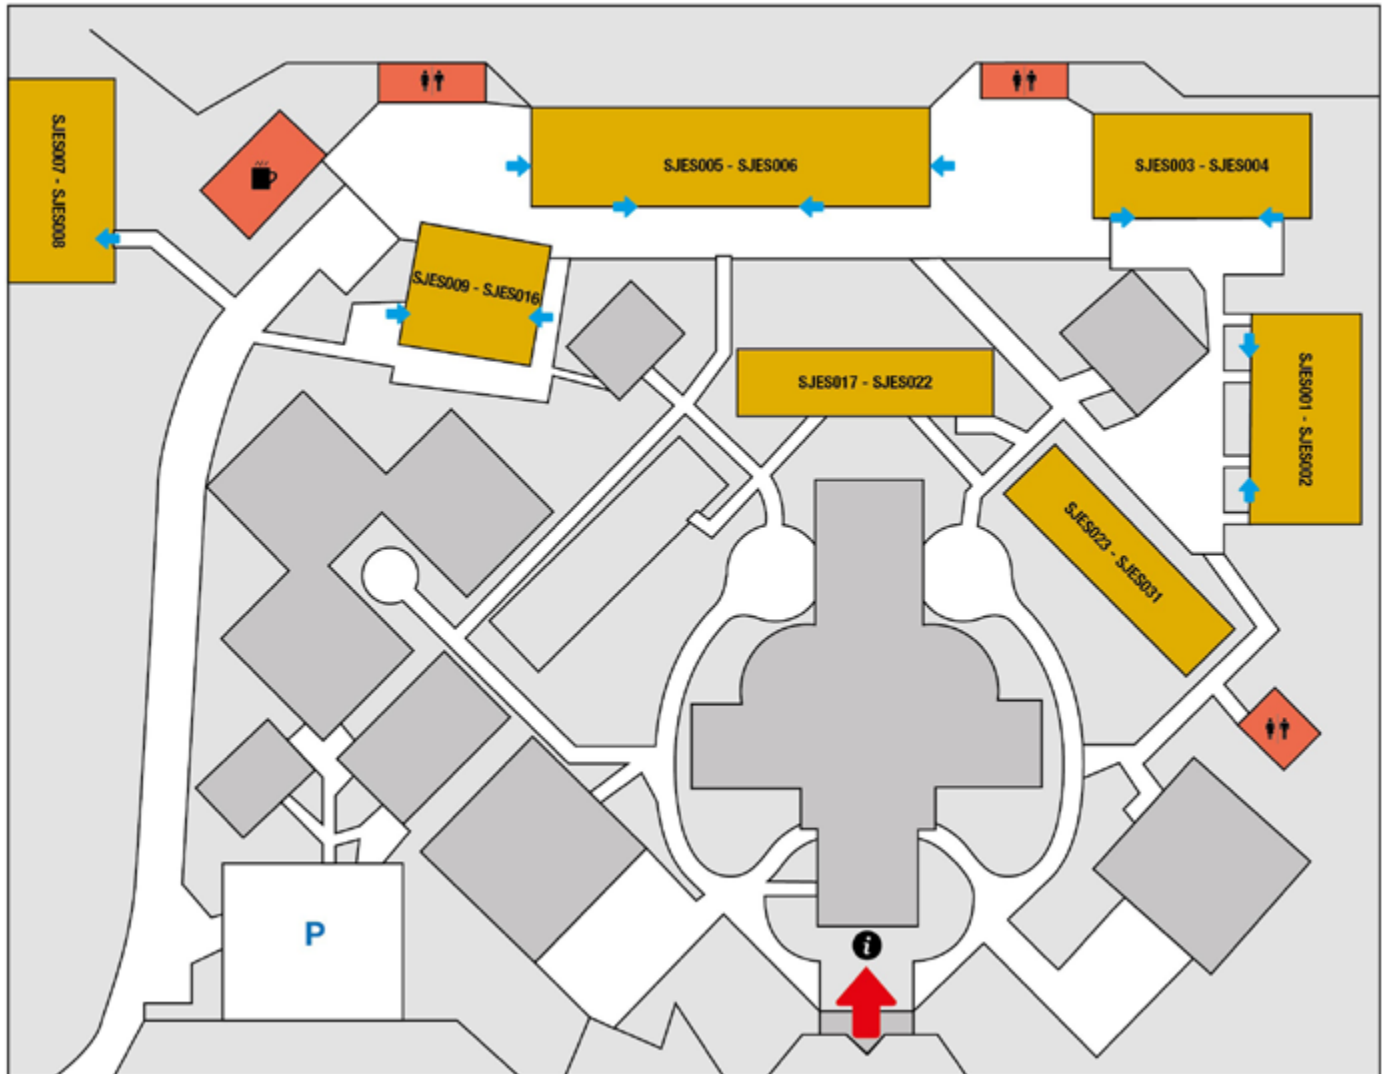 SJES007 - SJES008
SJES005 - SJES006
SJES003 - SJES004
SJES009 - SJES016
SJES017 - SJES022
SJES001 - SJES002
SJES023 - SJES031
P
i